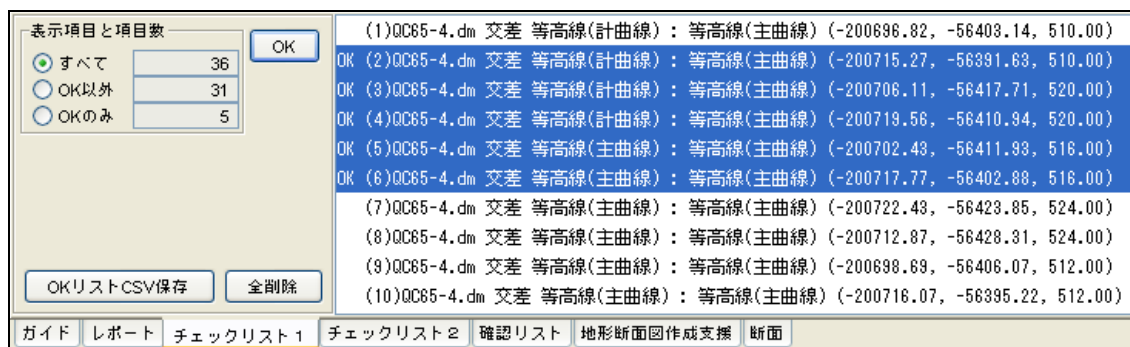 表示項目と項目数
すべて 36
OK以外 31
OKのみ 5
OK
OKリストCSV保存
全削除
(1)QC65-4.dm 交差 等高線(計曲線) : 等高線(主曲線) (-200696.82, -56403.14, 510.00)
OK (2)QC65-4.dm 交差 等高線(計曲線) : 等高線(主曲線) (-200715.27, -56391.63, 510.00)
OK (3)QC65-4.dm 交差 等高線(計曲線) : 等高線(主曲線) (-200706.11, -56417.71, 520.00)
OK (4)QC65-4.dm 交差 等高線(計曲線) : 等高線(主曲線) (-200719.56, -56410.94, 520.00)
OK (5)QC65-4.dm 交差 等高線(主曲線) : 等高線(主曲線) (-200702.43, -56411.93, 516.00)
OK (6)QC65-4.dm 交差 等高線(主曲線) : 等高線(主曲線) (-200717.77, -56402.88, 516.00)
(7)QC65-4.dm 交差 等高線(主曲線) : 等高線(主曲線) (-200722.43, -56423.85, 524.00)
(8)QC65-4.dm 交差 等高線(主曲線) : 等高線(主曲線) (-200712.87, -56428.31, 524.00)
(9)QC65-4.dm 交差 等高線(主曲線) : 等高線(主曲線) (-200698.69, -56406.07, 512.00)
(10)QC65-4.dm 交差 等高線(主曲線) : 等高線(主曲線) (-200716.07, -56395.22, 512.00)
ガイド レポート チェックリスト1 チェックリスト2 確認リスト 地形断面図作成支援 断面